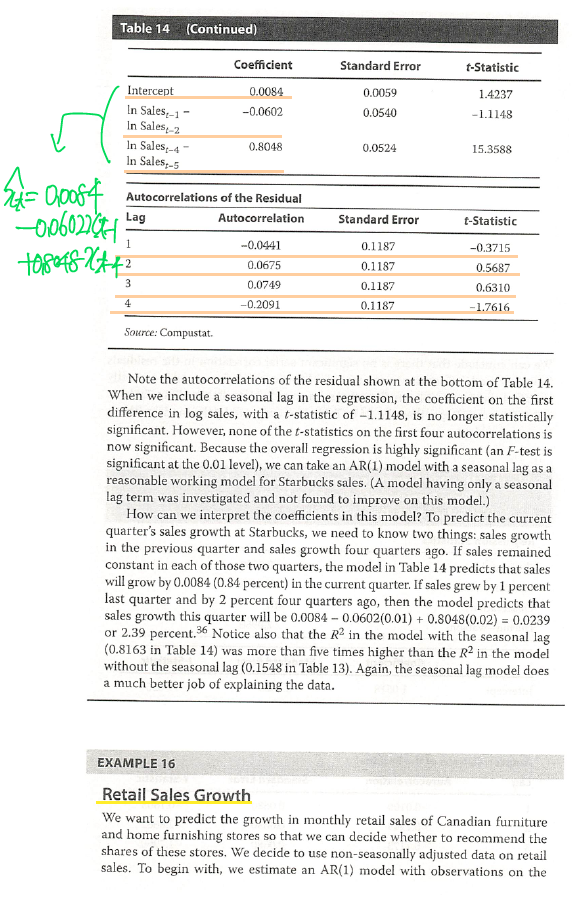 Table 14 (Continued)
Coefficient Standard Error t-Statistic
Intercept 0.0084 0.0059 1.4237
ln Salesₜ₋₁ − −0.0602 0.0540 −1.1148
ln Salesₜ₋₂
ln Salesₜ₋₄ − 0.8048 0.0524 15.3588
ln Salesₜ₋₅
x̂t = 0.0084
−0.0602xt-1
+0.8048xt-4
Autocorrelations of the Residual
Lag Autocorrelation Standard Error t-Statistic
1 −0.0441 0.1187 −0.3715
2 0.0675 0.1187 0.5687
3 0.0749 0.1187 0.6310
4 −0.2091 0.1187 −1.7616
Source: Compustat.
Note the autocorrelations of the residual shown at the bottom of Table 14.
When we include a seasonal lag in the regression, the coefficient on the first
difference in log sales, with a t-statistic of −1.1148, is no longer statistically
significant. However, none of the t-statistics on the first four autocorrelations is
now significant. Because the overall regression is highly significant (an F-test is
significant at the 0.01 level), we can take an AR(1) model with a seasonal lag as a
reasonable working model for Starbucks sales. (A model having only a seasonal
lag term was investigated and not found to improve on this model.)
How can we interpret the coefficients in this model? To predict the current
quarter's sales growth at Starbucks, we need to know two things: sales growth
in the previous quarter and sales growth four quarters ago. If sales remained
constant in each of those two quarters, the model in Table 14 predicts that sales
will grow by 0.0084 (0.84 percent) in the current quarter. If sales grew by 1 percent
last quarter and by 2 percent four quarters ago, then the model predicts that
sales growth this quarter will be 0.0084 − 0.0602(0.01) + 0.8048(0.02) = 0.0239
or 2.39 percent.³⁶ Notice also that the R² in the model with the seasonal lag
(0.8163 in Table 14) was more than five times higher than the R² in the model
without the seasonal lag (0.1548 in Table 13). Again, the seasonal lag model does
a much better job of explaining the data.
EXAMPLE 16
Retail Sales Growth
We want to predict the growth in monthly retail sales of Canadian furniture
and home furnishing stores so that we can decide whether to recommend the
shares of these stores. We decide to use non-seasonally adjusted data on retail
sales. To begin with, we estimate an AR(1) model with observations on the